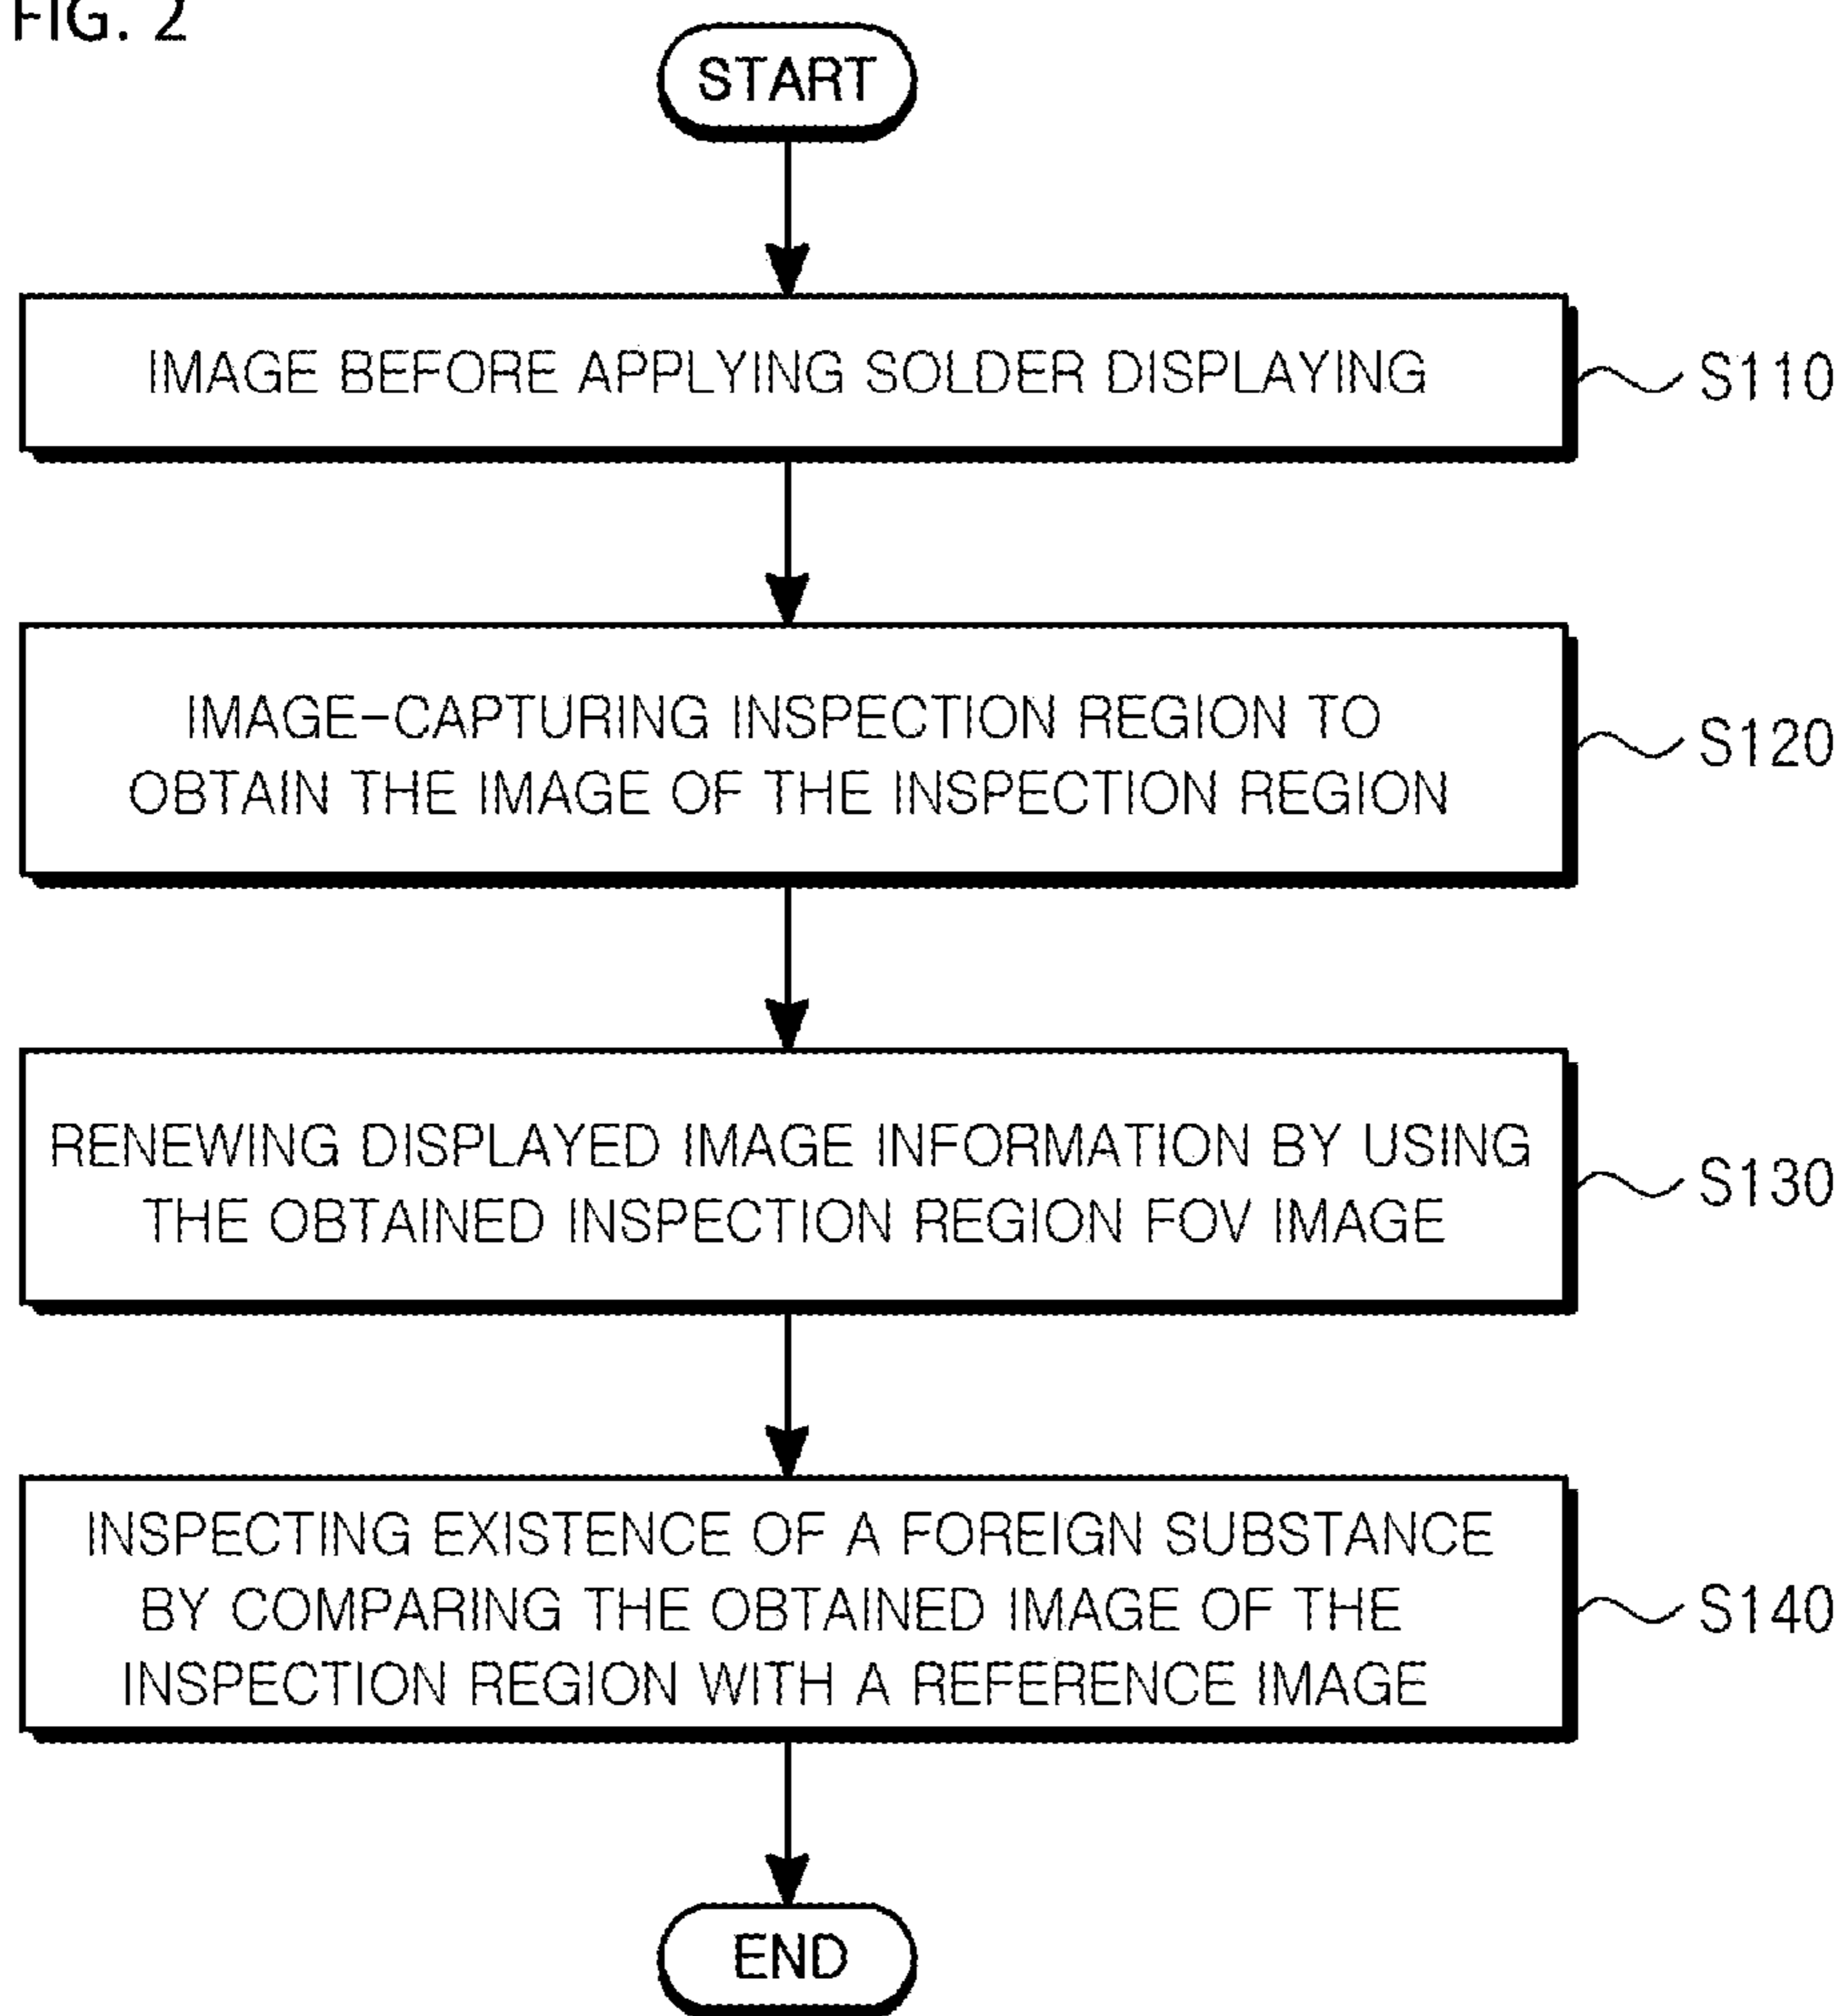 FIG. 2
START
IMAGE BEFORE APPLYING SOLDER DISPLAYING
S110
IMAGE-CAPTURING INSPECTION REGION TO
OBTAIN THE IMAGE OF THE INSPECTION REGION
S120
RENEWING DISPLAYED IMAGE INFORMATION BY USING
THE OBTAINED INSPECTION REGION FOV IMAGE
S130
INSPECTING EXISTENCE OF A FOREIGN SUBSTANCE
BY COMPARING THE OBTAINED IMAGE OF THE
INSPECTION REGION WITH A REFERENCE IMAGE
S140
END